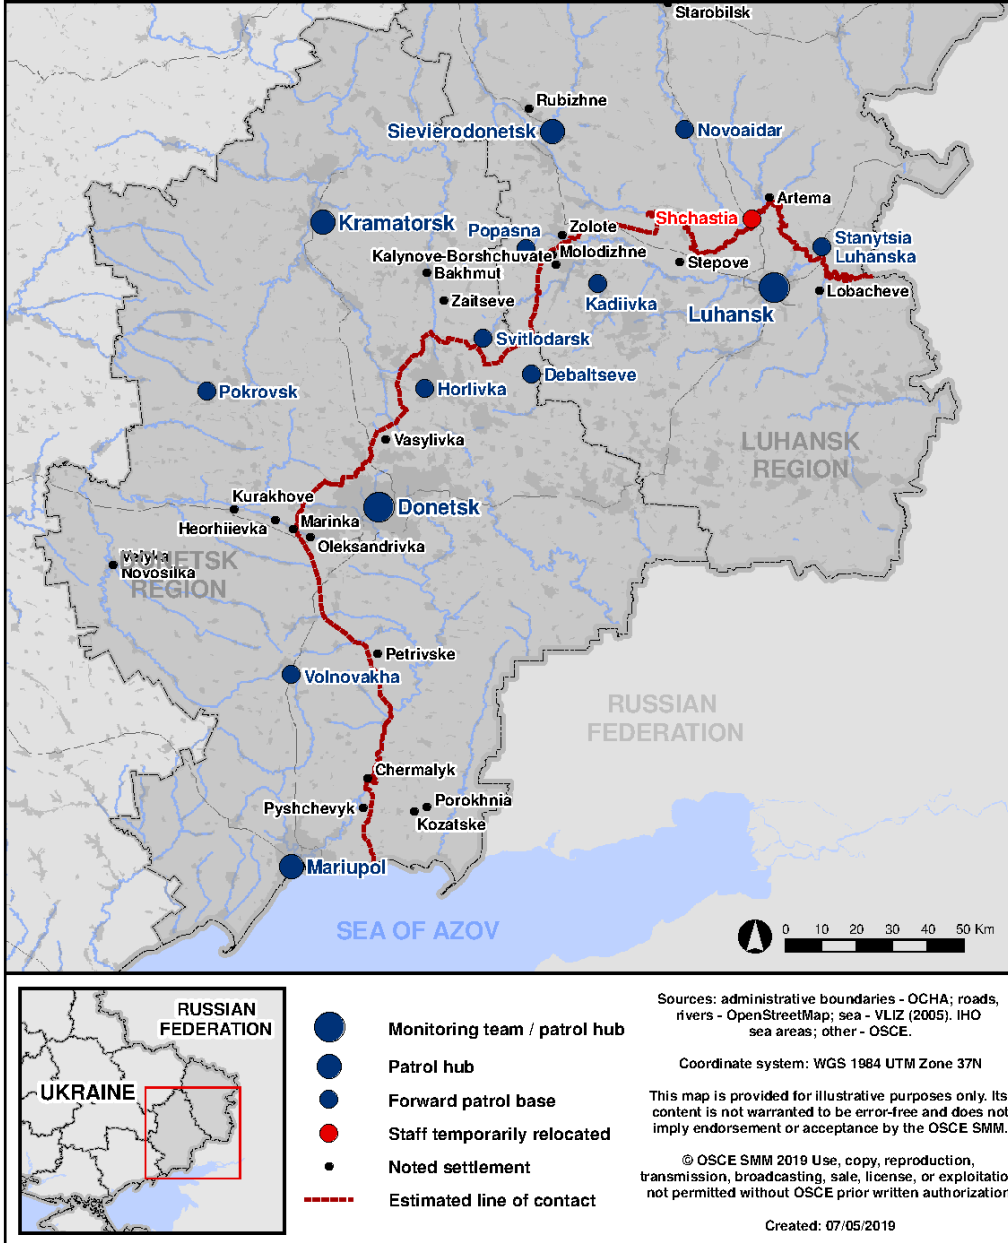 Starobilsk
Rubizhne
Sievierodonetsk
Novoaidar
Artema
Shchastia
Kramatorsk
Popasna
Zolote
Stanytsia
Luhanska
Kalynove-Borshchuvate
Molodizhne
Stepove
Bakhmut
Kadiivka
Lobacheve
Zaitseve
Luhansk
Svitlodarsk
Debaltseve
Pokrovsk
Horlivka
Vasylivka
LUHANSK
REGION
Kurakhove
Donetsk
Heorhiievka
Marinka
Oleksandrivka
Velyka
Novosilka
DONETSK
REGION
Petrivske
Volnovakha
RUSSIAN
FEDERATION
Chermalyk
Pyshchevyk
Porokhnia
Kozatske
Mariupol
SEA OF AZOV
0 10 20 30 40 50 Km
RUSSIAN
FEDERATION
UKRAINE
Monitoring team / patrol hub
Patrol hub
Forward patrol base
Staff temporarily relocated
Noted settlement
Estimated line of contact
Sources: administrative boundaries - OCHA; roads,
rivers - OpenStreetMap; sea - VLIZ (2005). IHO
sea areas; other - OSCE.
Coordinate system: WGS 1984 UTM Zone 37N
This map is provided for illustrative purposes only. Its
content is not warranted to be error-free and does not
imply endorsement or acceptance by the OSCE SMM.
© OSCE SMM 2019 Use, copy, reproduction,
transmission, broadcasting, sale, license, or exploitatio
not permitted without OSCE prior written authorization
Created: 07/05/2019